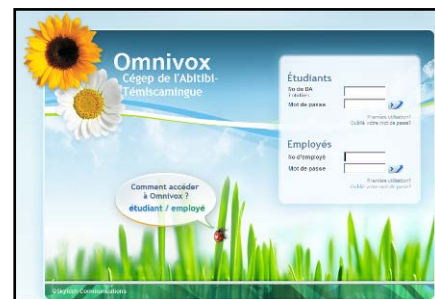 Omnivox
Cégep de l'Abitibi-
Témiscamingue
Étudiants
No de DA
7 chiffres
Mot de passe
Première utilisation?
Oublié votre mot de passe?
Employés
No d'employé
Mot de passe
Première utilisation?
Oublié votre mot de passe?
Comment accéder
à Omnivox ?
étudiant / employé
©Skytech Communications